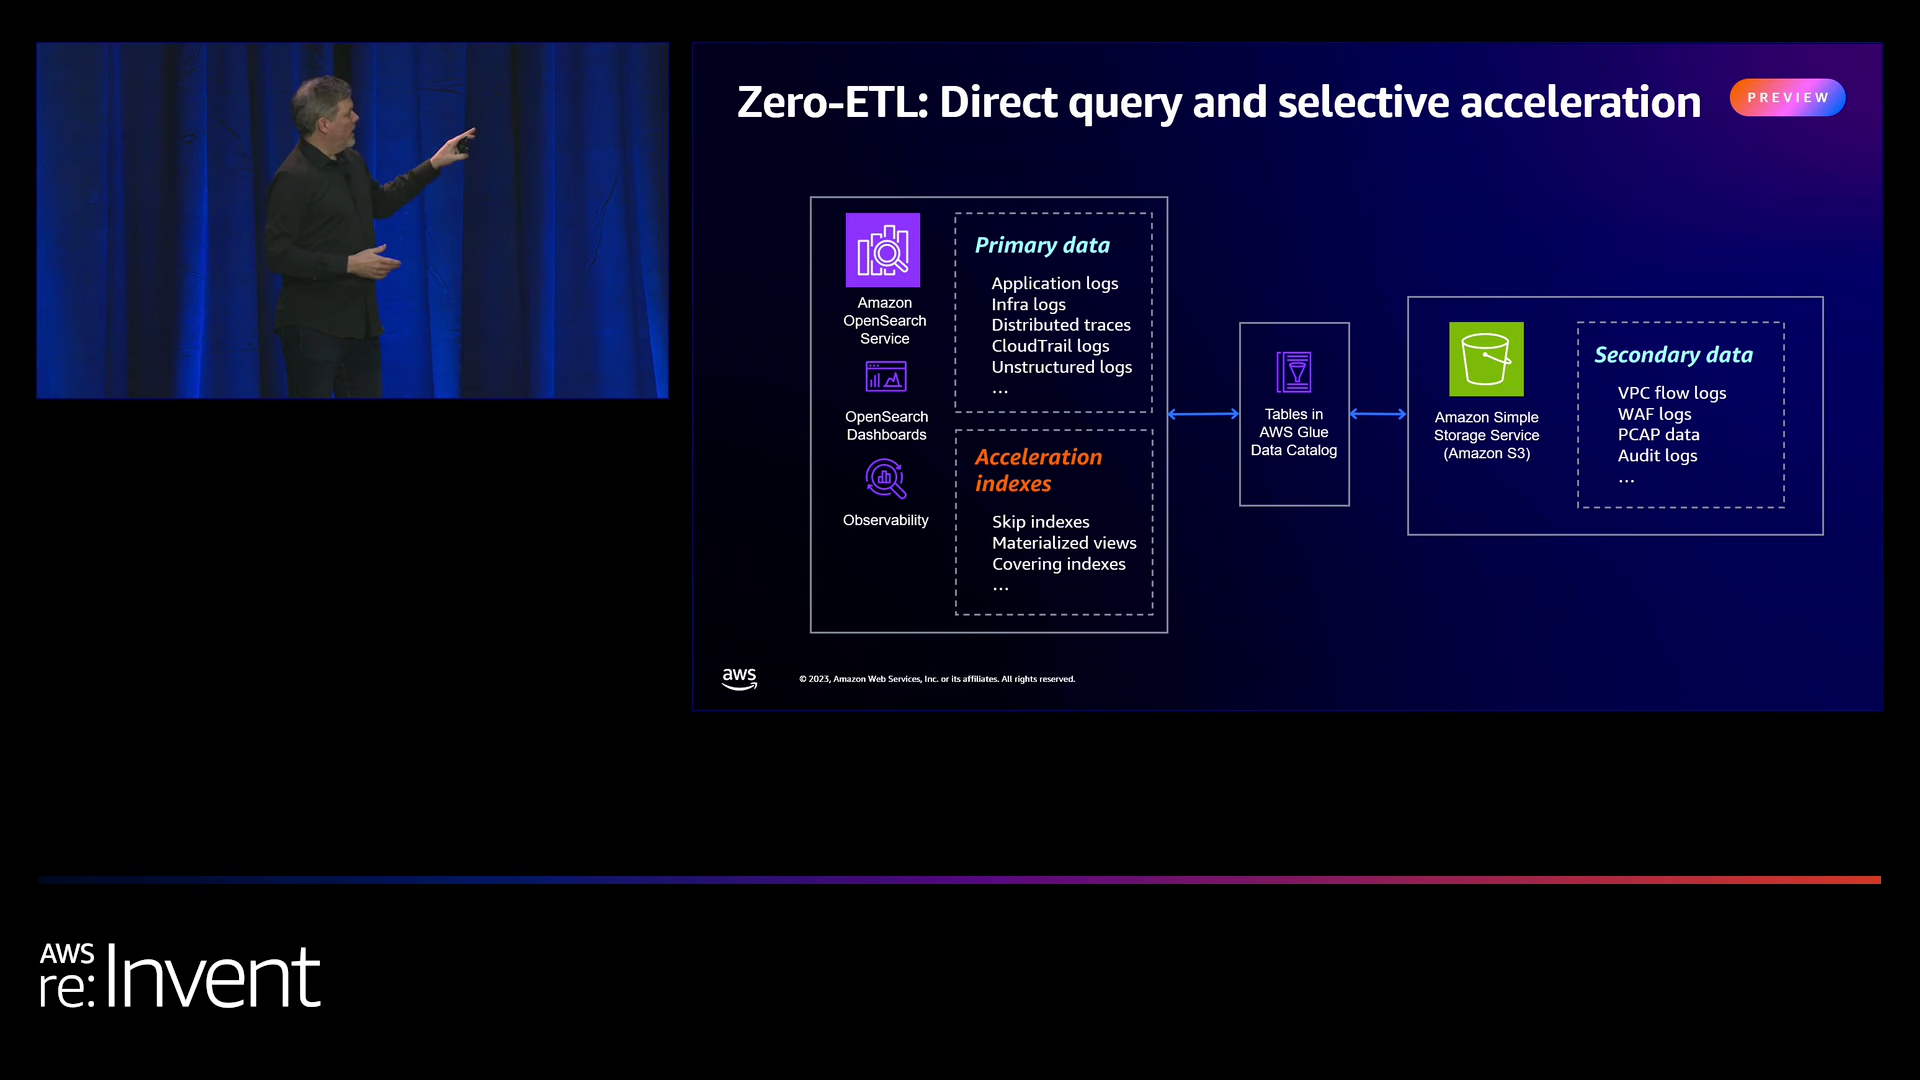 Zero-ETL: Direct query and selective acceleration
PREVIEW
Amazon
OpenSearch
Service
OpenSearch
Dashboards
Observability
Primary data
Application logs
Infra logs
Distributed traces
CloudTrail logs
Unstructured logs
...
Acceleration
indexes
Skip indexes
Materialized views
Covering indexes
...
Tables in
AWS Glue
Data Catalog
Amazon Simple
Storage Service
(Amazon S3)
Secondary data
VPC flow logs
WAF logs
PCAP data
Audit logs
...
aws
© 2023, Amazon Web Services, Inc. or its affiliates. All rights reserved.
AWS
re:Invent